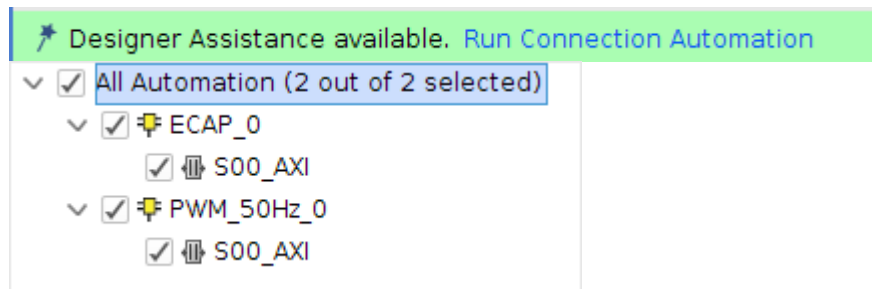 Designer Assistance available. Run Connection Automation
All Automation (2 out of 2 selected)
ECAP_0
S00_AXI
PWM_50Hz_0
S00_AXI